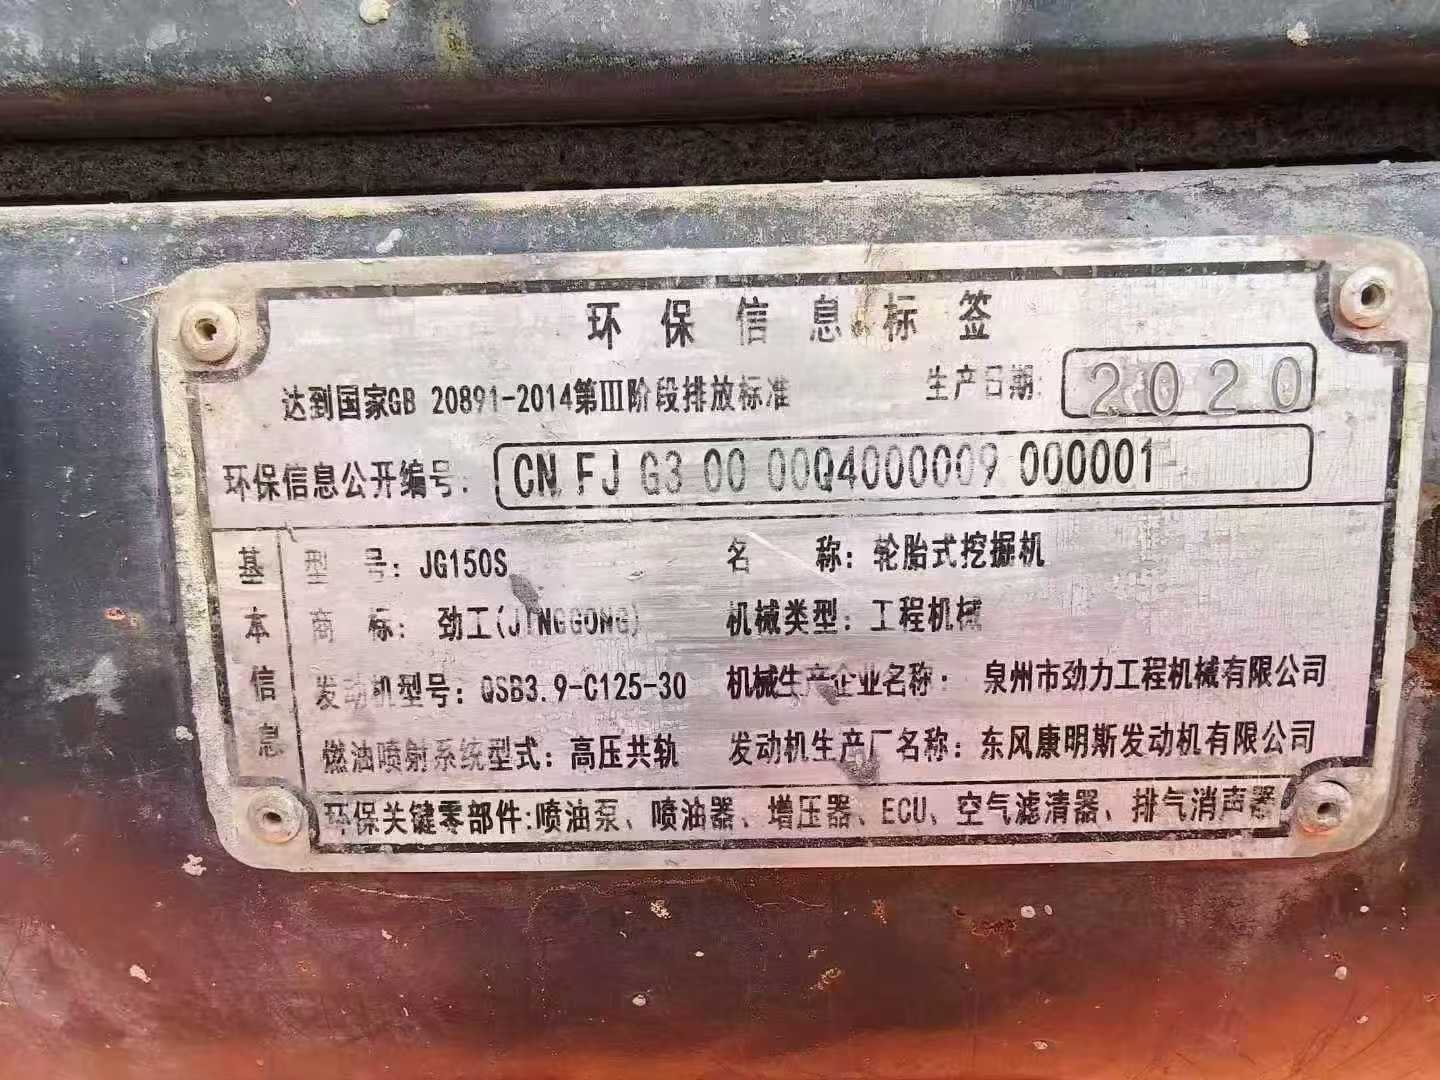 环保信息标签
达到国家GB 20891-2014第Ⅲ阶段排放标准 生产日期: 2020
环保信息公开编号: CN FJ G3 00 00Q4000009 000001
基本信息
型 号: JG150S 名 称: 轮胎式挖掘机
商 标: 劲工(JINGGONG) 机械类型: 工程机械
发动机型号: QSB3.9-C125-30 机械生产企业名称: 泉州市劲力工程机械有限公司
燃油喷射系统型式: 高压共轨 发动机生产厂名称: 东风康明斯发动机有限公司
环保关键零部件:喷油泵、喷油器、增压器、ECU、空气滤清器、排气消声器